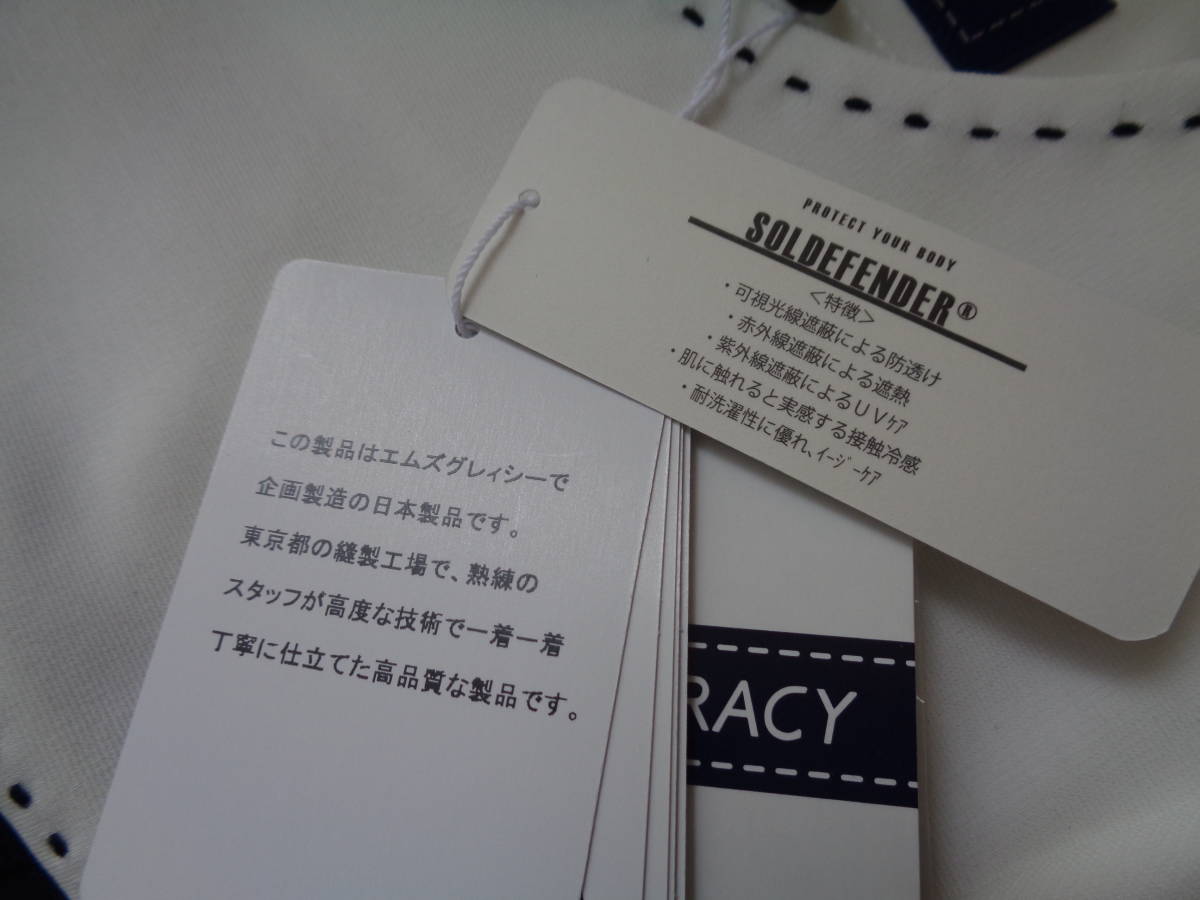 PROTECT YOUR BODY
SOLDEFENDER®
＜特徴＞
・可視光線遮蔽による防透け
・赤外線遮蔽による遮熱
・紫外線遮蔽によるＵＶｹｱ
・肌に触れると実感する接触冷感
・耐洗濯性に優れ、ｲｰｼﾞｰｹｱ
この製品はエムズグレィシーで
企画製造の日本製品です。
東京都の縫製工場で、熟練の
スタッフが高度な技術で一着一着
丁寧に仕立てた高品質な製品です。
RACY